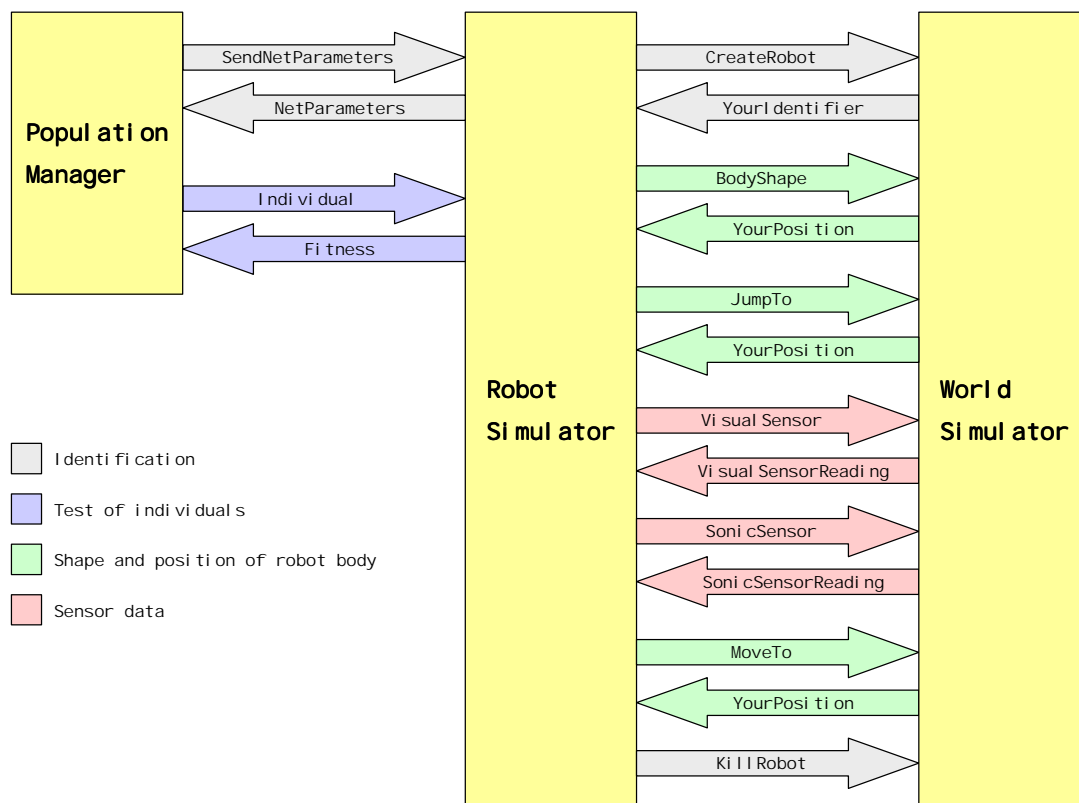 SendNetParameters
NetParameters
Population
Manager
Individual
Fitness
CreateRobot
YourIdentifier
BodyShape
YourPosition
JumpTo
YourPosition
Robot
Simulator
World
Simulator
VisualSensor
VisualSensorReading
SonicSensor
SonicSensorReading
MoveTo
YourPosition
KillRobot
Identification
Test of individuals
Shape and position of robot body
Sensor data